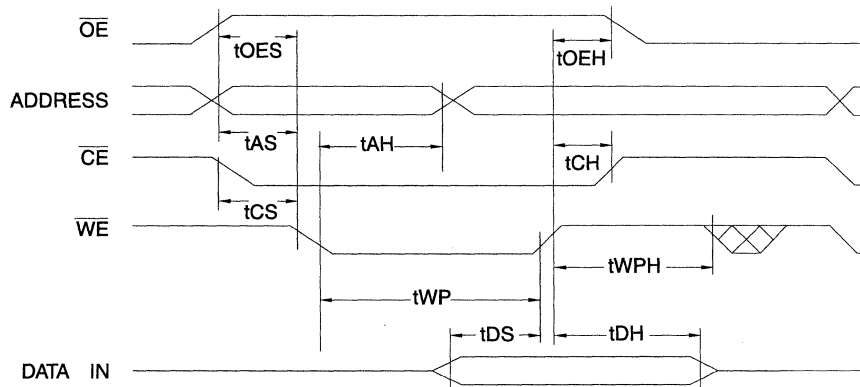 OE
tOES
tOEH
ADDRESS
tAS
tAH
CE
tCH
tCS
WE
tWPH
tWP
tDS
tDH
DATA IN